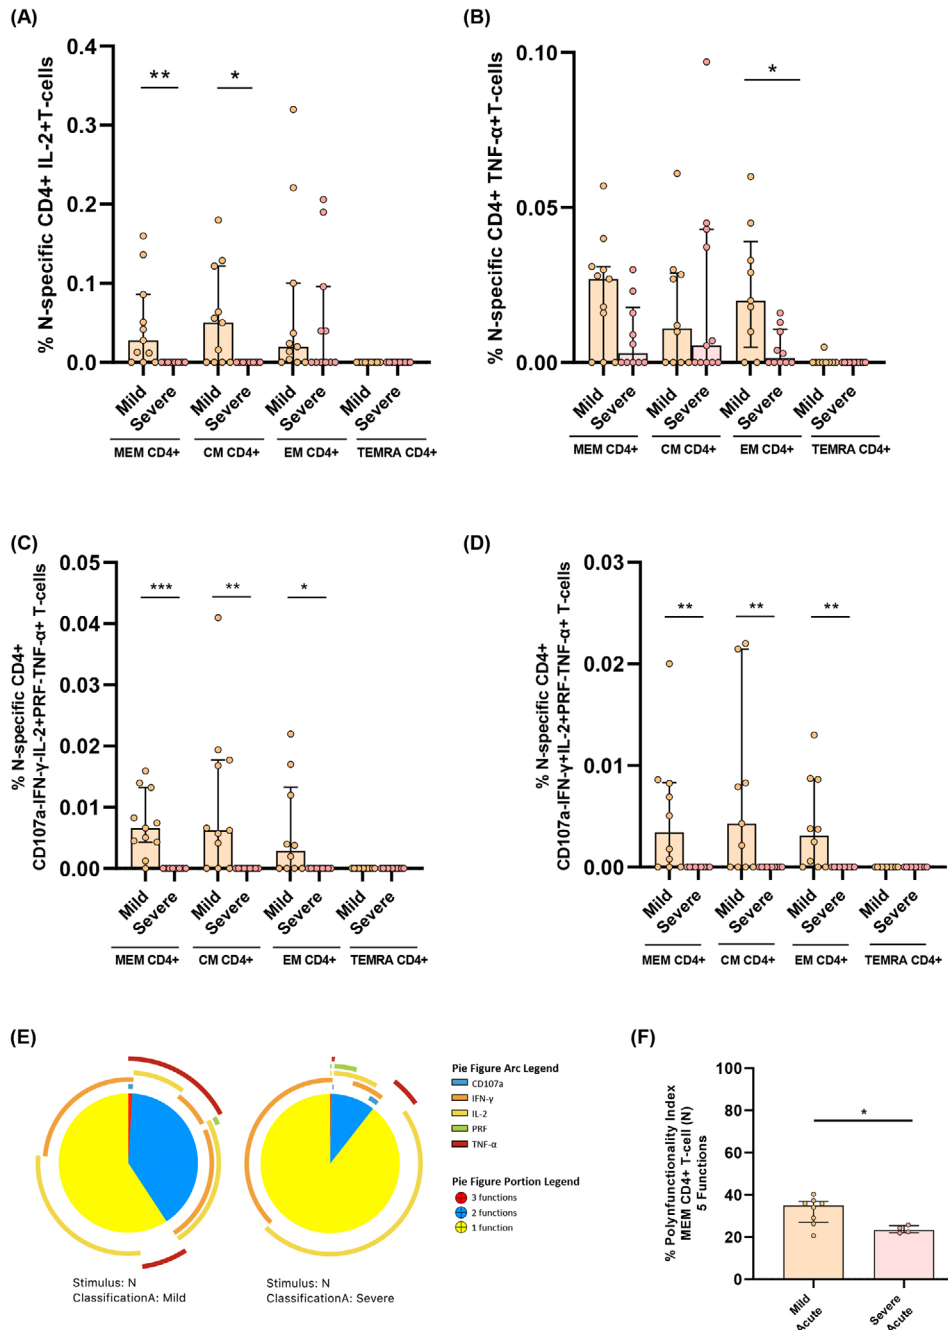 (A)
% N-specific CD4+ IL-2+T-cells
0.4
0.3
0.2
0.1
0.0
**
*
Mild
Severe
Mild
Severe
Mild
Severe
Mild
Severe
MEM CD4+
CM CD4+
EM CD4+
TEMRA CD4+
(B)
% N-specific CD4+ TNF-α+T-cells
0.10
0.05
0.00
*
Mild
Severe
Mild
Severe
Mild
Severe
Mild
Severe
MEM CD4+
CM CD4+
EM CD4+
TEMRA CD4+
(C)
% N-specific CD4+
CD107a-IFN-γ-IL-2+PRF-TNF-α+ T-cells
0.05
0.04
0.03
0.02
0.01
0.00
***
**
*
Mild
Severe
Mild
Severe
Mild
Severe
Mild
Severe
MEM CD4+
CM CD4+
EM CD4+
TEMRA CD4+
(D)
% N-specific CD4+
CD107a-IFN-γ+IL-2+PRF-TNF-α+ T-cells
0.03
0.02
0.01
0.00
**
**
**
Mild
Severe
Mild
Severe
Mild
Severe
Mild
Severe
MEM CD4+
CM CD4+
EM CD4+
TEMRA CD4+
(E)
Stimulus: N
ClassificationA: Mild
Stimulus: N
ClassificationA: Severe
Pie Figure Arc Legend
CD107a
IFN-γ
IL-2
PRF
TNF-α
Pie Figure Portion Legend
3 functions
2 functions
1 function
(F)
% Polynfunctionality Index
MEM CD4+ T-cell (N)
5 Functions
100
80
60
40
20
0
*
Mild
Acute
Severe
Acute